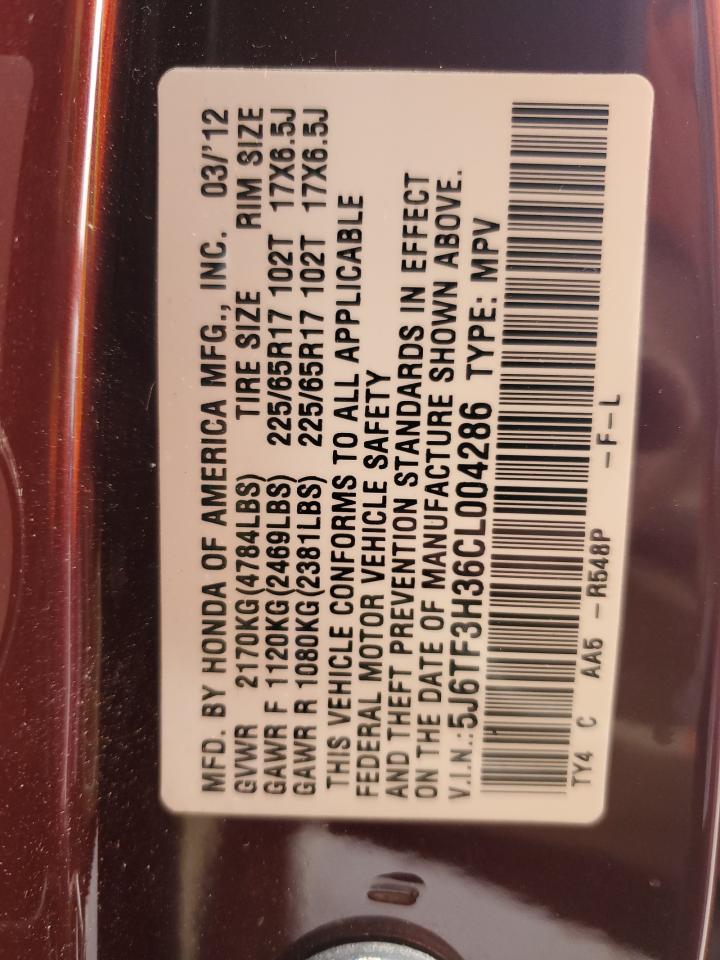 MFD. BY HONDA OF AMERICA MFG., INC. 03/'12
GVWR 2170KG(4784LBS) TIRE SIZE RIM SIZE
GAWR F 1120KG(2469LBS) 225/65R17 102T 17X6.5J
GAWR R 1080KG(2381LBS) 225/65R17 102T 17X6.5J
THIS VEHICLE CONFORMS TO ALL APPLICABLE
FEDERAL MOTOR VEHICLE SAFETY
AND THEFT PREVENTION STANDARDS IN EFFECT
ON THE DATE OF MANUFACTURE SHOWN ABOVE.
V.I.N.:5J6TF3H36CL004286 TYPE: MPV
TY4 C AA5 -R548P -F-L